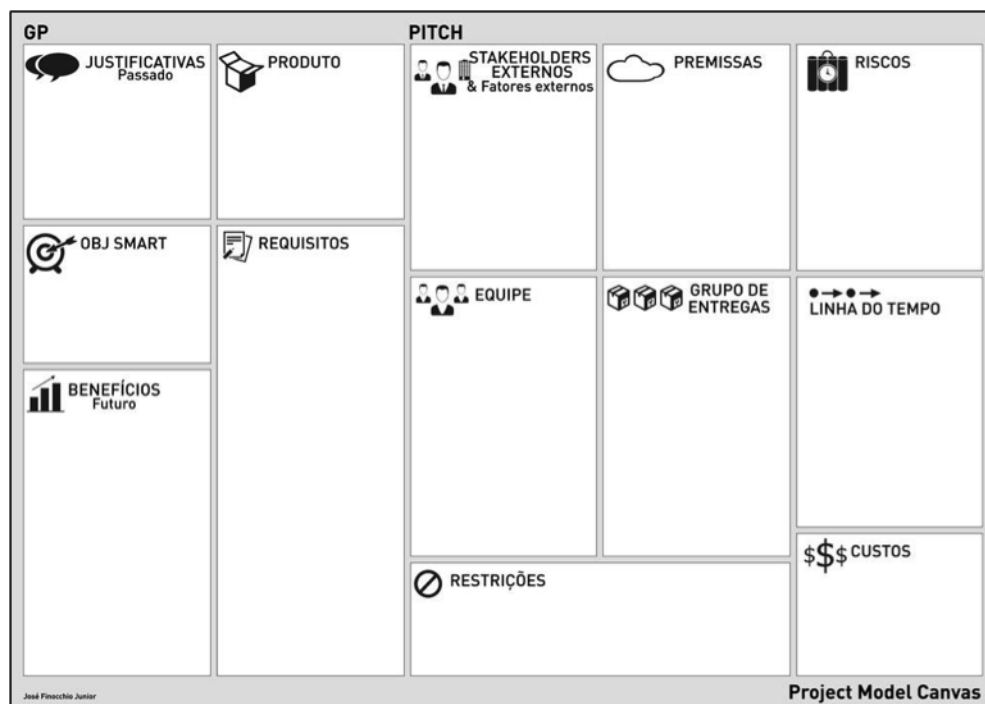 GP
PITCH
JUSTIFICATIVAS
Passado
PRODUTO
STAKEHOLDERS
EXTERNOS
& Fatores externos
PREMISSAS
RISCOS
OBJ SMART
REQUISITOS
EQUIPE
GRUPO DE
ENTREGAS
LINHA DO TEMPO
BENEFÍCIOS
Futuro
$$$ CUSTOS
RESTRIÇÕES
José Finocchio Junior
Project Model Canvas